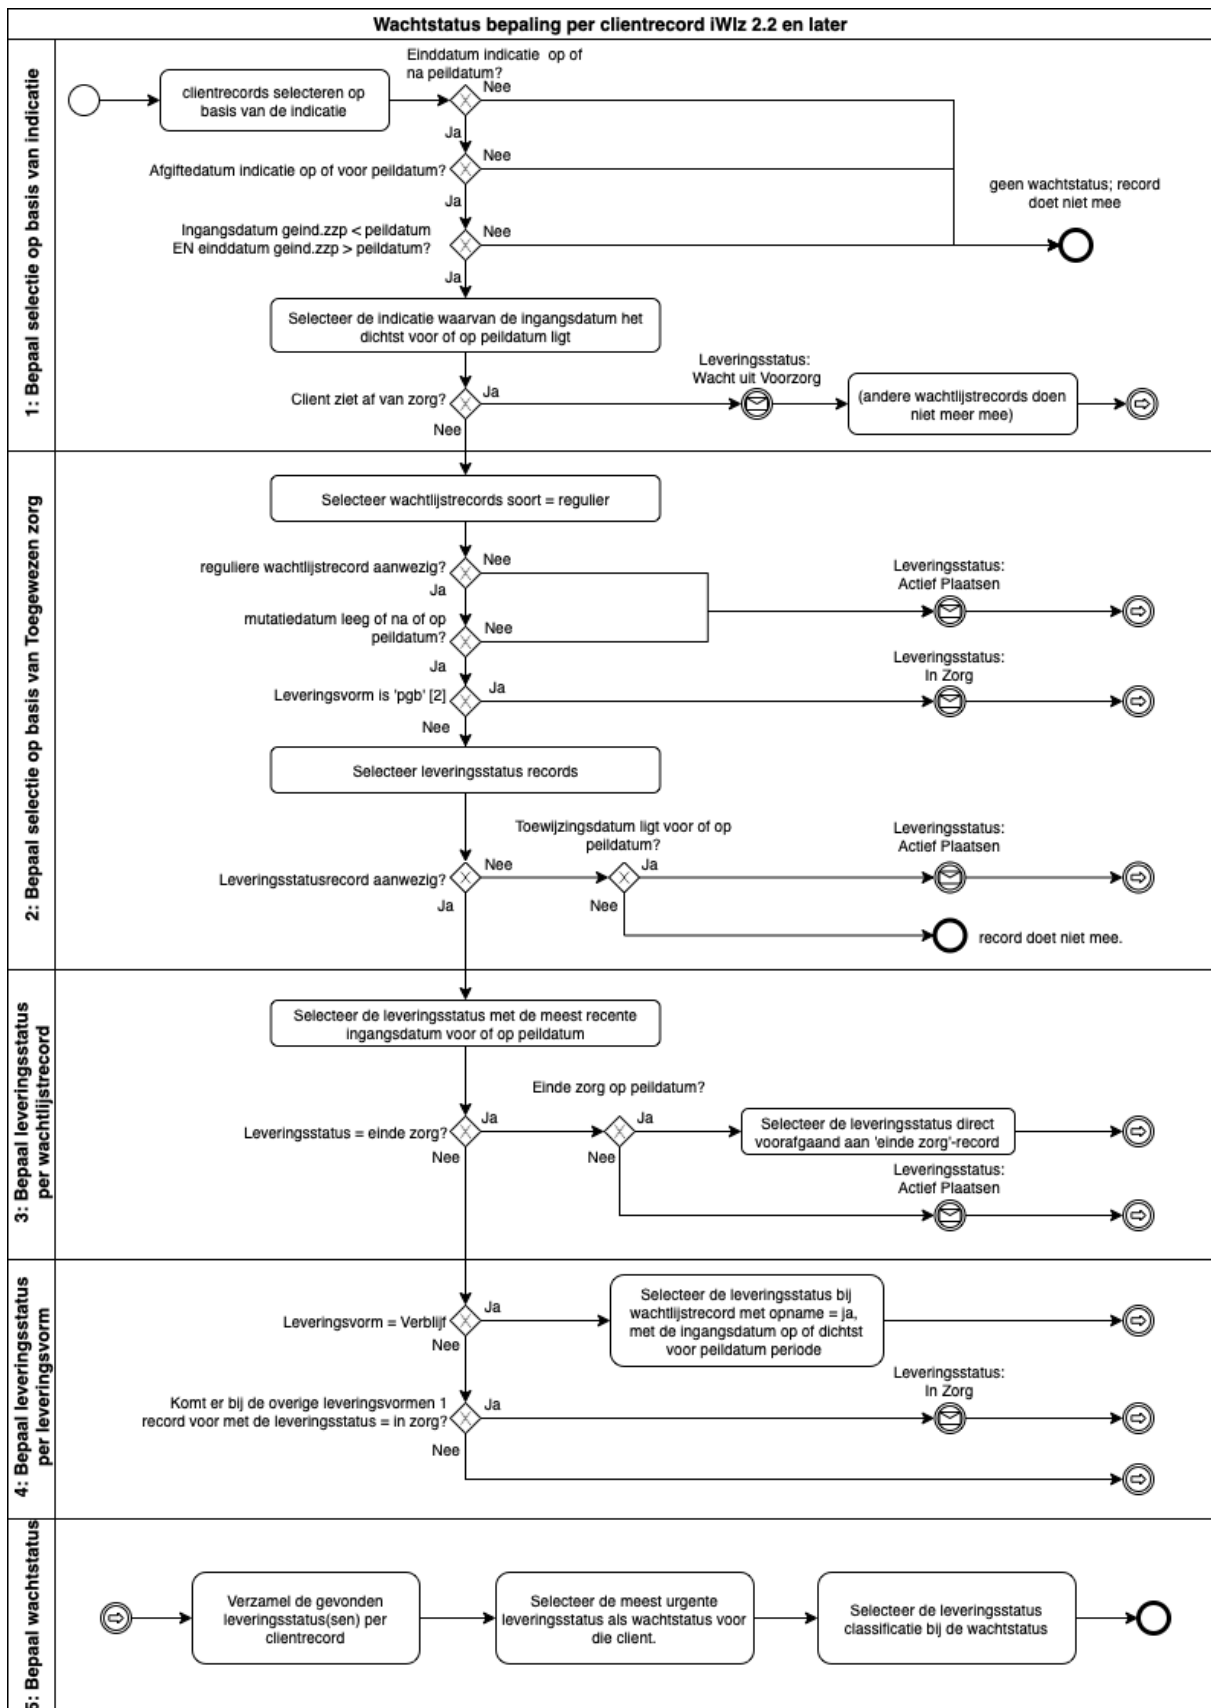 Wachtstatus bepaling per clientrecord iWlz 2.2 en later
1: Bepaal selectie op basis van indicatie
Einddatum indicatie op of
na peildatum?
clientrecords selecteren op
basis van de indicatie
Nee
Ja
Afgiftedatum indicatie op of voor peildatum?
Nee
Ja
geen wachtstatus; record
doet niet mee
Ingangsdatum geind.zzp < peildatum
EN einddatum geind.zzp > peildatum?
Nee
Ja
Selecteer de indicatie waarvan de ingangsdatum het
dichtst voor of op peildatum ligt
Client ziet af van zorg?
Ja
Nee
Leveringsstatus:
Wacht uit Voorzorg
(andere wachtlijstrecords doen
niet meer mee)
2: Bepaal selectie op basis van Toegewezen zorg
Selecteer wachtlijstrecords soort = regulier
reguliere wachtlijstrecord aanwezig?
Nee
Ja
Leveringsstatus:
Actief Plaatsen
mutatiedatum leeg of na of op
peildatum?
Nee
Ja
Leveringsstatus:
In Zorg
Leveringsvorm is 'pgb' [2]
Ja
Nee
Selecteer leveringsstatus records
Toewijzingsdatum ligt voor of op
peildatum?
Leveringsstatus:
Actief Plaatsen
Leveringsstatusrecord aanwezig?
Nee
Ja
Ja
Nee
record doet niet mee.
3: Bepaal leveringsstatus
per wachtlijstrecord
Selecteer de leveringsstatus met de meest recente
ingangsdatum voor of op peildatum
Einde zorg op peildatum?
Leveringsstatus = einde zorg?
Ja
Nee
Ja
Nee
Selecteer de leveringsstatus direct
voorafgaand aan 'einde zorg'-record
Leveringsstatus:
Actief Plaatsen
4: Bepaal leveringsstatus
per leveringsvorm
Leveringsvorm = Verblijf
Ja
Nee
Selecteer de leveringsstatus bij
wachtlijstrecord met opname = ja,
met de ingangsdatum op of dichtst
voor peildatum periode
Komt er bij de overige leveringsvormen 1
record voor met de leveringsstatus = in zorg?
Ja
Nee
Leveringsstatus:
In Zorg
5: Bepaal wachtstatus
Verzamel de gevonden
leveringsstatus(sen) per
clientrecord
Selecteer de meest urgente
leveringsstatus als wachtstatus voor
die client.
Selecteer de leveringsstatus
classificatie bij de wachtstatus